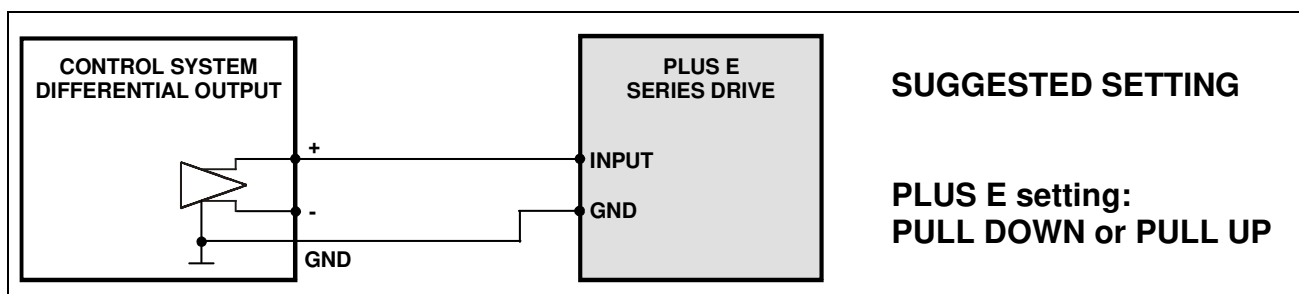 CONTROL SYSTEM
DIFFERENTIAL OUTPUT
+
-
GND
PLUS E
SERIES DRIVE
INPUT
GND
SUGGESTED SETTING
PLUS E setting:
PULL DOWN or PULL UP